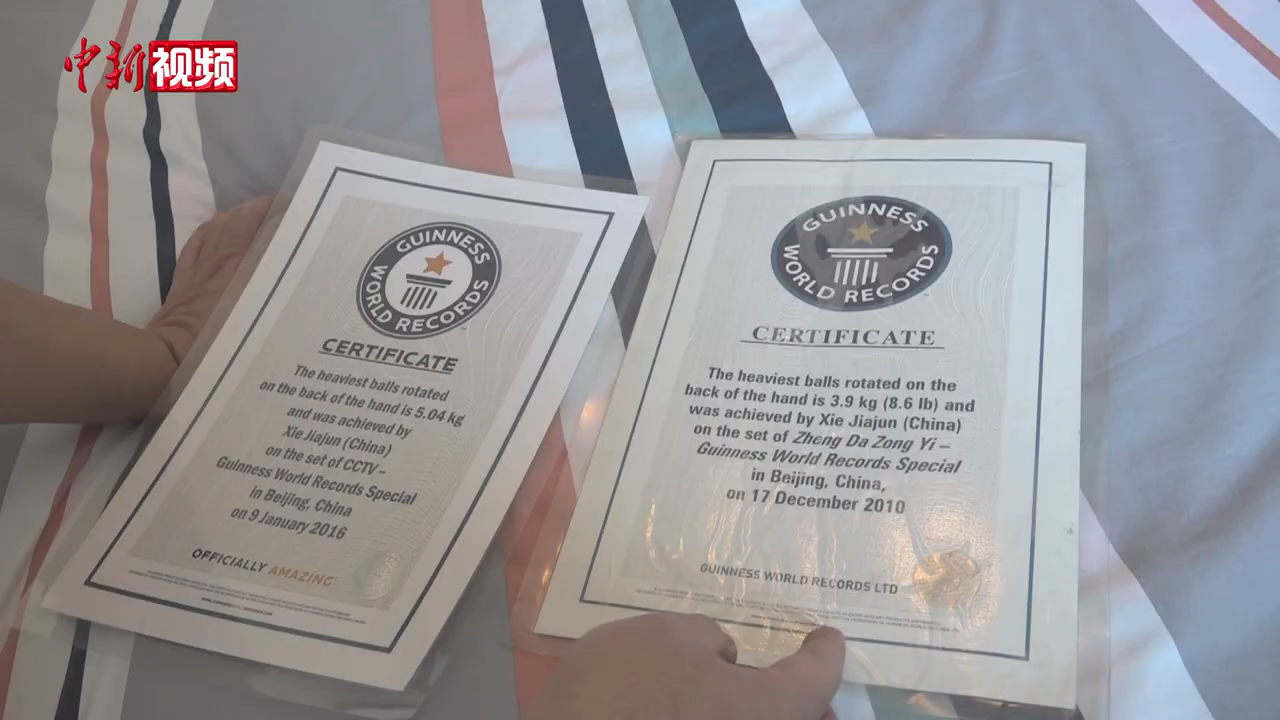 中新视频
GUINNESS
WORLD RECORDS
CERTIFICATE
The heaviest balls rotated
on the back of the hand is 5.04 kg
and was achieved by
Xie Jiajun (China)
on the set of CCTV –
Guinness World Records Special
in Beijing, China
on 9 January 2016
OFFICIALLY AMAZING
GUINNESS
WORLD RECORDS
CERTIFICATE
The heaviest balls rotated on the
back of the hand is 3.9 kg (8.6 lb) and
was achieved by Xie Jiajun (China)
on the set of Zheng Da Zong Yi –
Guinness World Records Special
in Beijing, China,
on 17 December 2010
GUINNESS WORLD RECORDS LTD